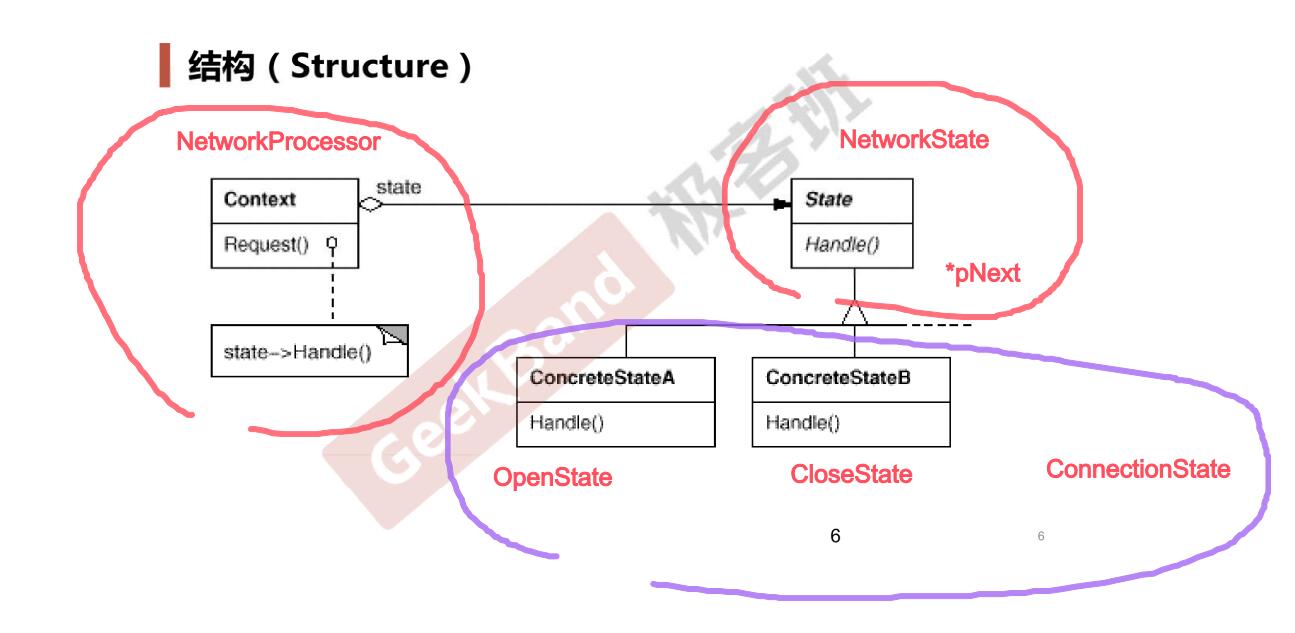 结构（Structure）
NetworkProcessor
NetworkState
state
Context
Request()
State
Handle()
*pNext
state->Handle()
ConcreteStateA
Handle()
ConcreteStateB
Handle()
OpenState
CloseState
ConnectionState
6
6
GeekBand
极客班